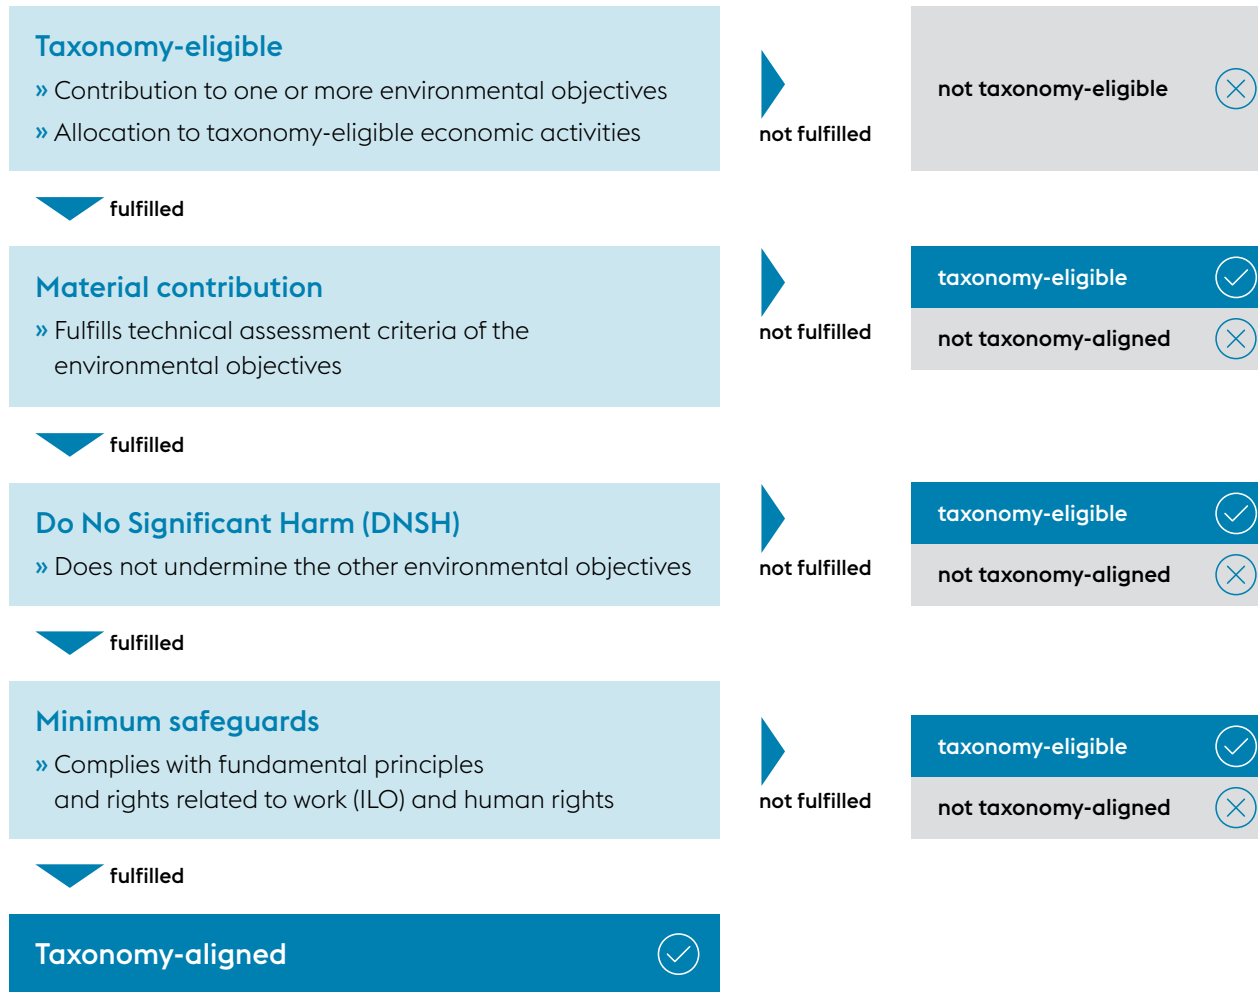 Taxonomy-eligible
» Contribution to one or more environmental objectives
» Allocation to taxonomy-eligible economic activities
not fulfilled
not taxonomy-eligible
fulfilled
Material contribution
» Fulfills technical assessment criteria of the
environmental objectives
not fulfilled
taxonomy-eligible
not taxonomy-aligned
fulfilled
Do No Significant Harm (DNSH)
» Does not undermine the other environmental objectives
not fulfilled
taxonomy-eligible
not taxonomy-aligned
fulfilled
Minimum safeguards
» Complies with fundamental principles
and rights related to work (ILO) and human rights
not fulfilled
taxonomy-eligible
not taxonomy-aligned
fulfilled
Taxonomy-aligned